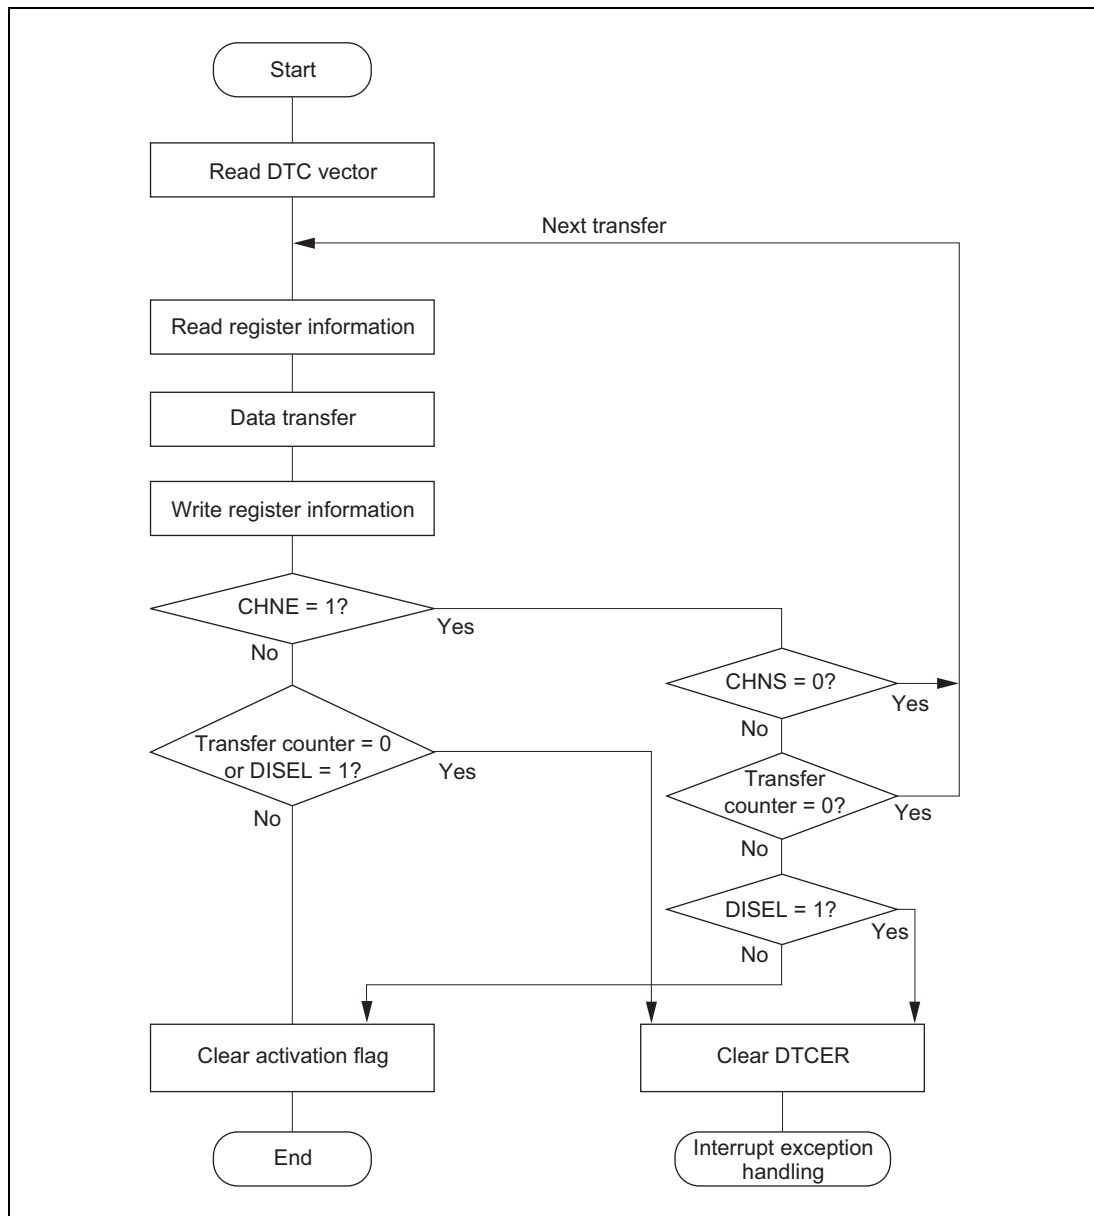 Start
Read DTC vector
Next transfer
Read register information
Data transfer
Write register information
CHNE = 1?
Yes
No
CHNS = 0?
Yes
No
Transfer counter = 0
or DISEL = 1?
Yes
No
Transfer
counter = 0?
Yes
No
DISEL = 1?
Yes
No
Clear activation flag
Clear DTCER
End
Interrupt exception
handling